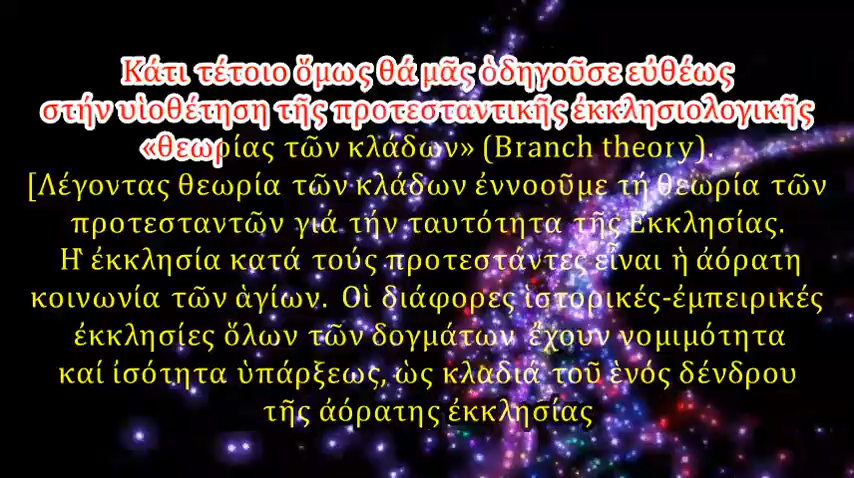 Κάτι τέτοιο ὅμως θά μᾶς ὁδηγοῦσε εὐθέως
στήν υἱοθέτηση τῆς προτεσταντικῆς ἐκκλησιολογικῆς
«θεωρίας τῶν κλάδων» (Branch theory).
[Λέγοντας θεωρία τῶν κλάδων ἐννοοῦμε τή θεωρία τῶν
προτεσταντῶν γιά τήν ταυτότητα τῆς Εκκλησίας.
Ἡ ἐκκλησία κατά τούς προτεστάντες εἶναι ἡ ἀόρατη
κοινωνία τῶν ἁγίων. Οἱ διάφορες ἱστορικές-ἐμπειρικές
ἐκκλησίες ὅλων τῶν δογμάτων ἔχουν νομιμότητα
καί ἰσότητα ὑπάρξεως, ὡς κλαδιά τοῦ ἑνός δένδρου
τῆς ἀόρατης ἐκκλησίας